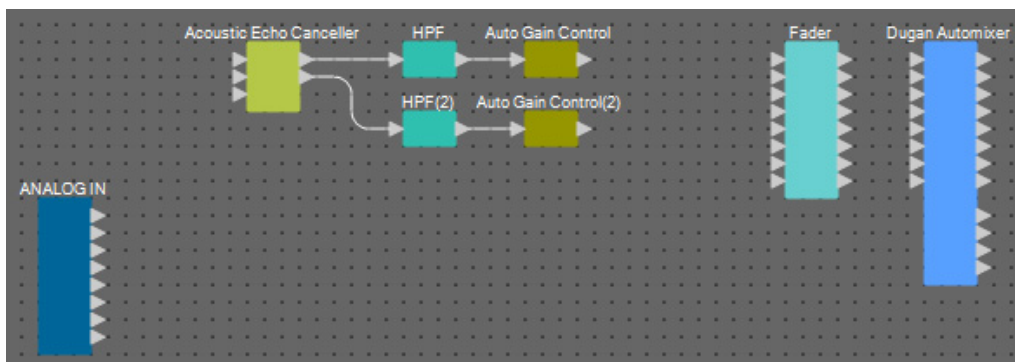 Acoustic Echo Canceller
HPF
Auto Gain Control
Fader
Dugan Automixer
HPF(2)
Auto Gain Control(2)
ANALOG IN